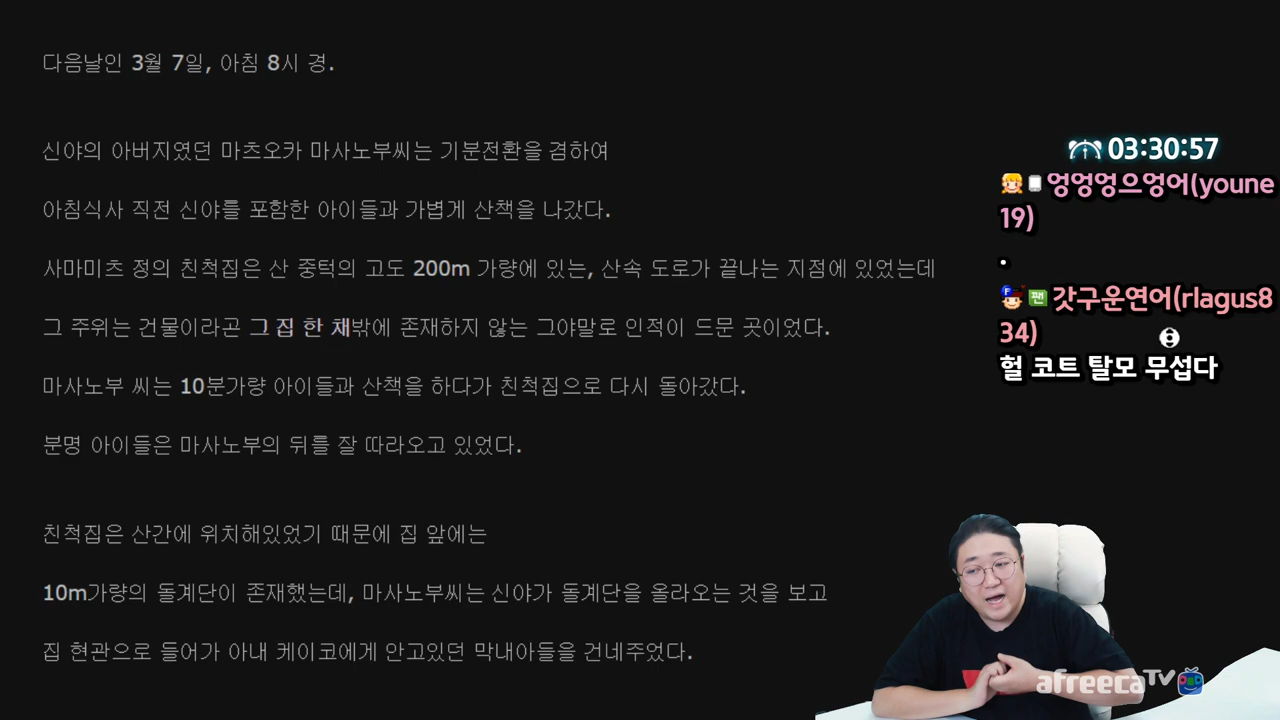 다음날인 3월 7일, 아침 8시 경.
신야의 아버지였던 마츠오카 마사노부씨는 기분전환을 겸하여
아침식사 직전 신야를 포함한 아이들과 가볍게 산책을 나갔다.
사마미츠 정의 친척집은 산 중턱의 고도 200m 가량에 있는, 산속 도로가 끝나는 지점에 있었는데
그 주위는 건물이라곤 그 집 한 채밖에 존재하지 않는 그야말로 인적이 드문 곳이었다.
마사노부 씨는 10분가량 아이들과 산책을 하다가 친척집으로 다시 돌아갔다.
분명 아이들은 마사노부의 뒤를 잘 따라오고 있었다.
친척집은 산간에 위치해있었기 때문에 집 앞에는
10m가량의 돌계단이 존재했는데, 마사노부씨는 신야가 돌계단을 올라오는 것을 보고
집 현관으로 들어가 아내 케이코에게 안고있던 막내아들을 건네주었다.
03:30:57
엉엉엉으엉어(youne
19)
.
F 팬 갓구운연어(rlagus8
34)
헐 코트 탈모 무섭다
afreecaTV